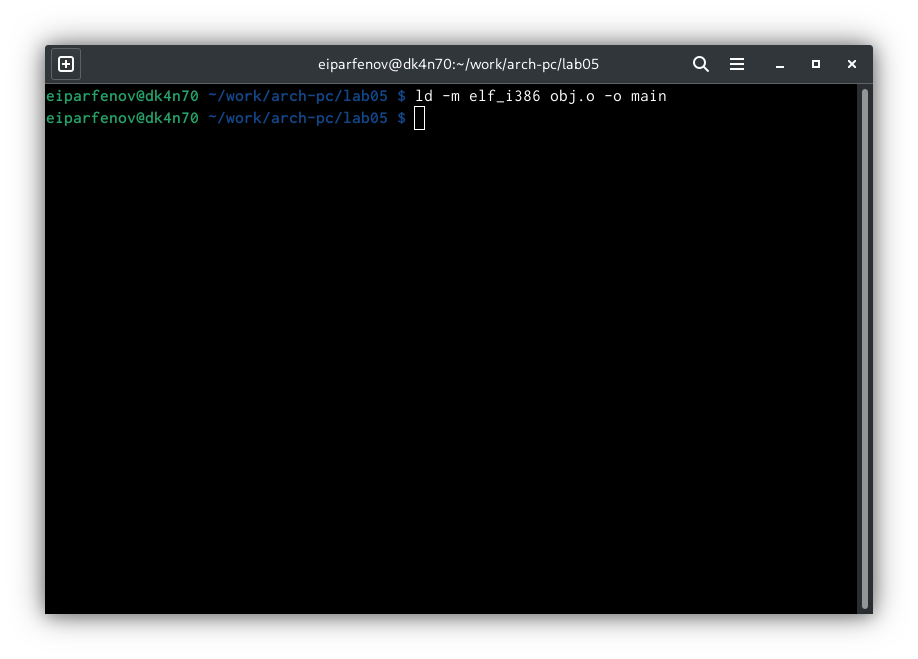 eiparfenov@dk4n70:~/work/arch-pc/lab05
eiparfenov@dk4n70 ~/work/arch-pc/lab05 $ ld -m elf_i386 obj.o -o main
eiparfenov@dk4n70 ~/work/arch-pc/lab05 $